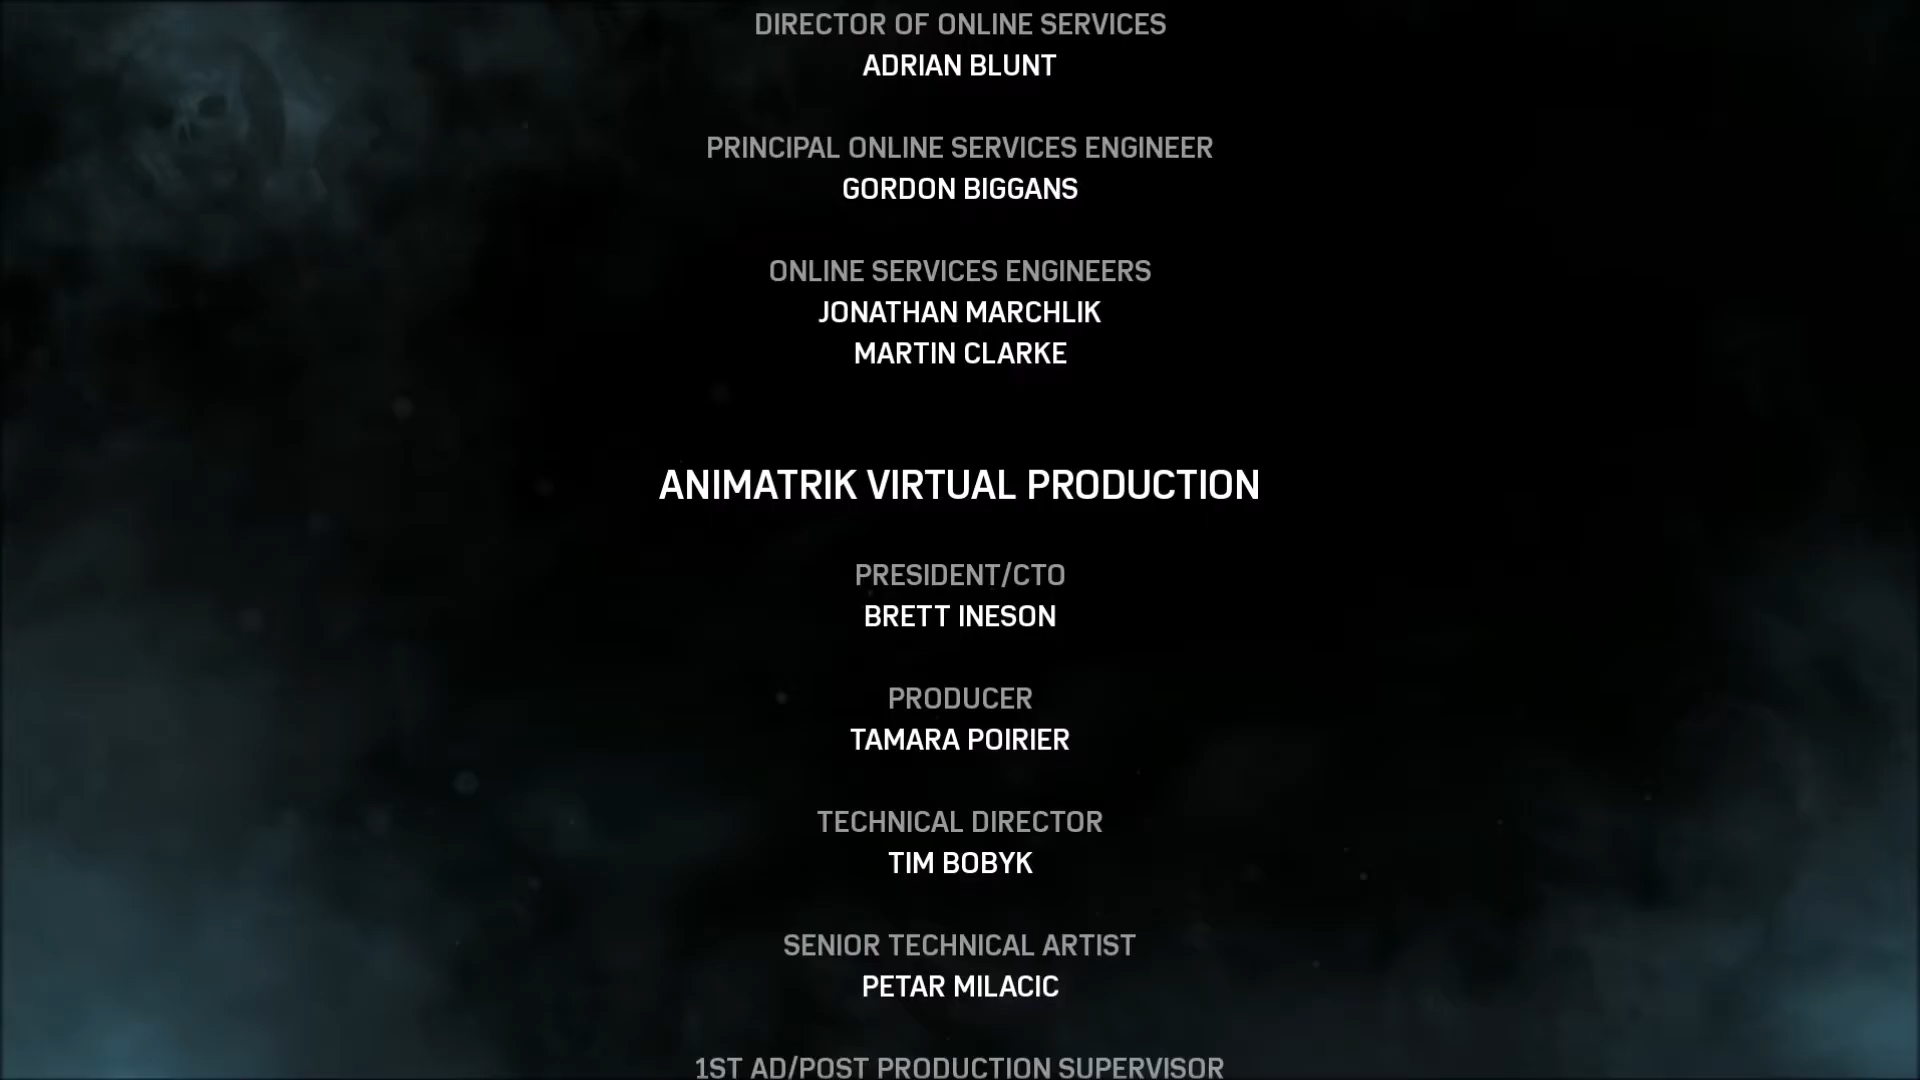 DIRECTOR OF ONLINE SERVICES
ADRIAN BLUNT
PRINCIPAL ONLINE SERVICES ENGINEER
GORDON BIGGANS
ONLINE SERVICES ENGINEERS
JONATHAN MARCHLIK
MARTIN CLARKE
ANIMATRIK VIRTUAL PRODUCTION
PRESIDENT/CTO
BRETT INESON
PRODUCER
TAMARA POIRIER
TECHNICAL DIRECTOR
TIM BOBYK
SENIOR TECHNICAL ARTIST
PETAR MILACIC
1ST AD/POST PRODUCTION SUPERVISOR